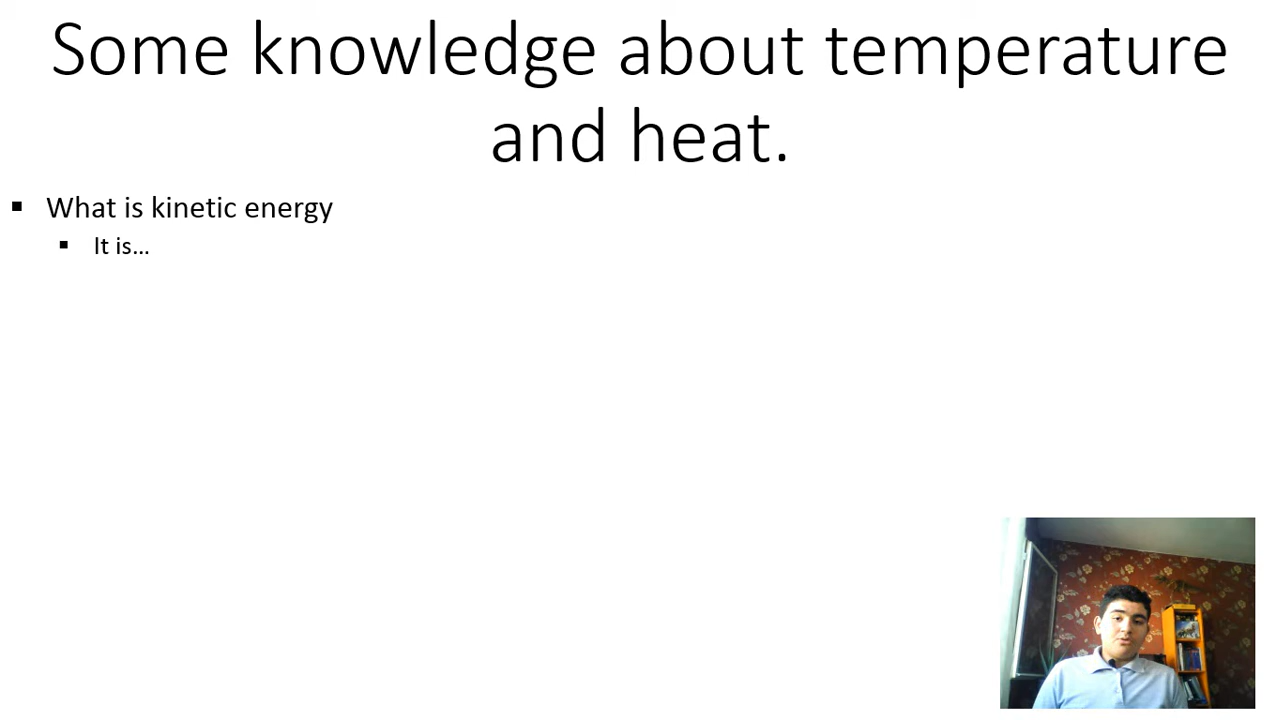 Some knowledge about temperature
and heat.
▪ What is kinetic energy
▪ It is…